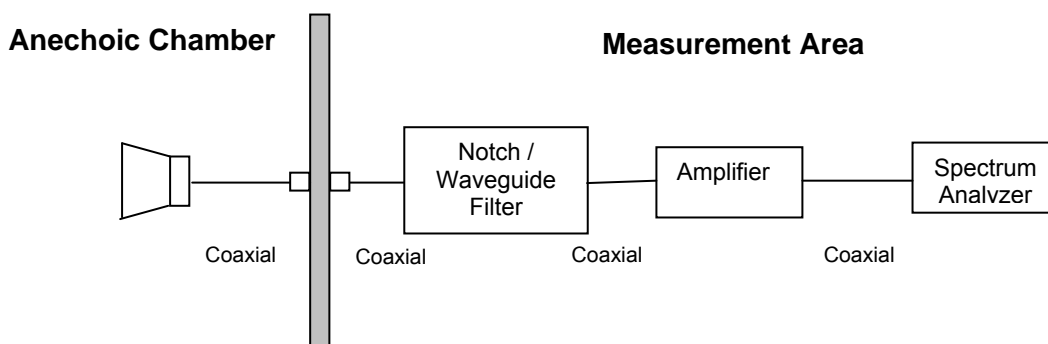 Anechoic Chamber
Measurement Area
Notch /
Waveguide
Filter
Amplifier
Spectrum
Analvzer
Coaxial
Coaxial
Coaxial
Coaxial